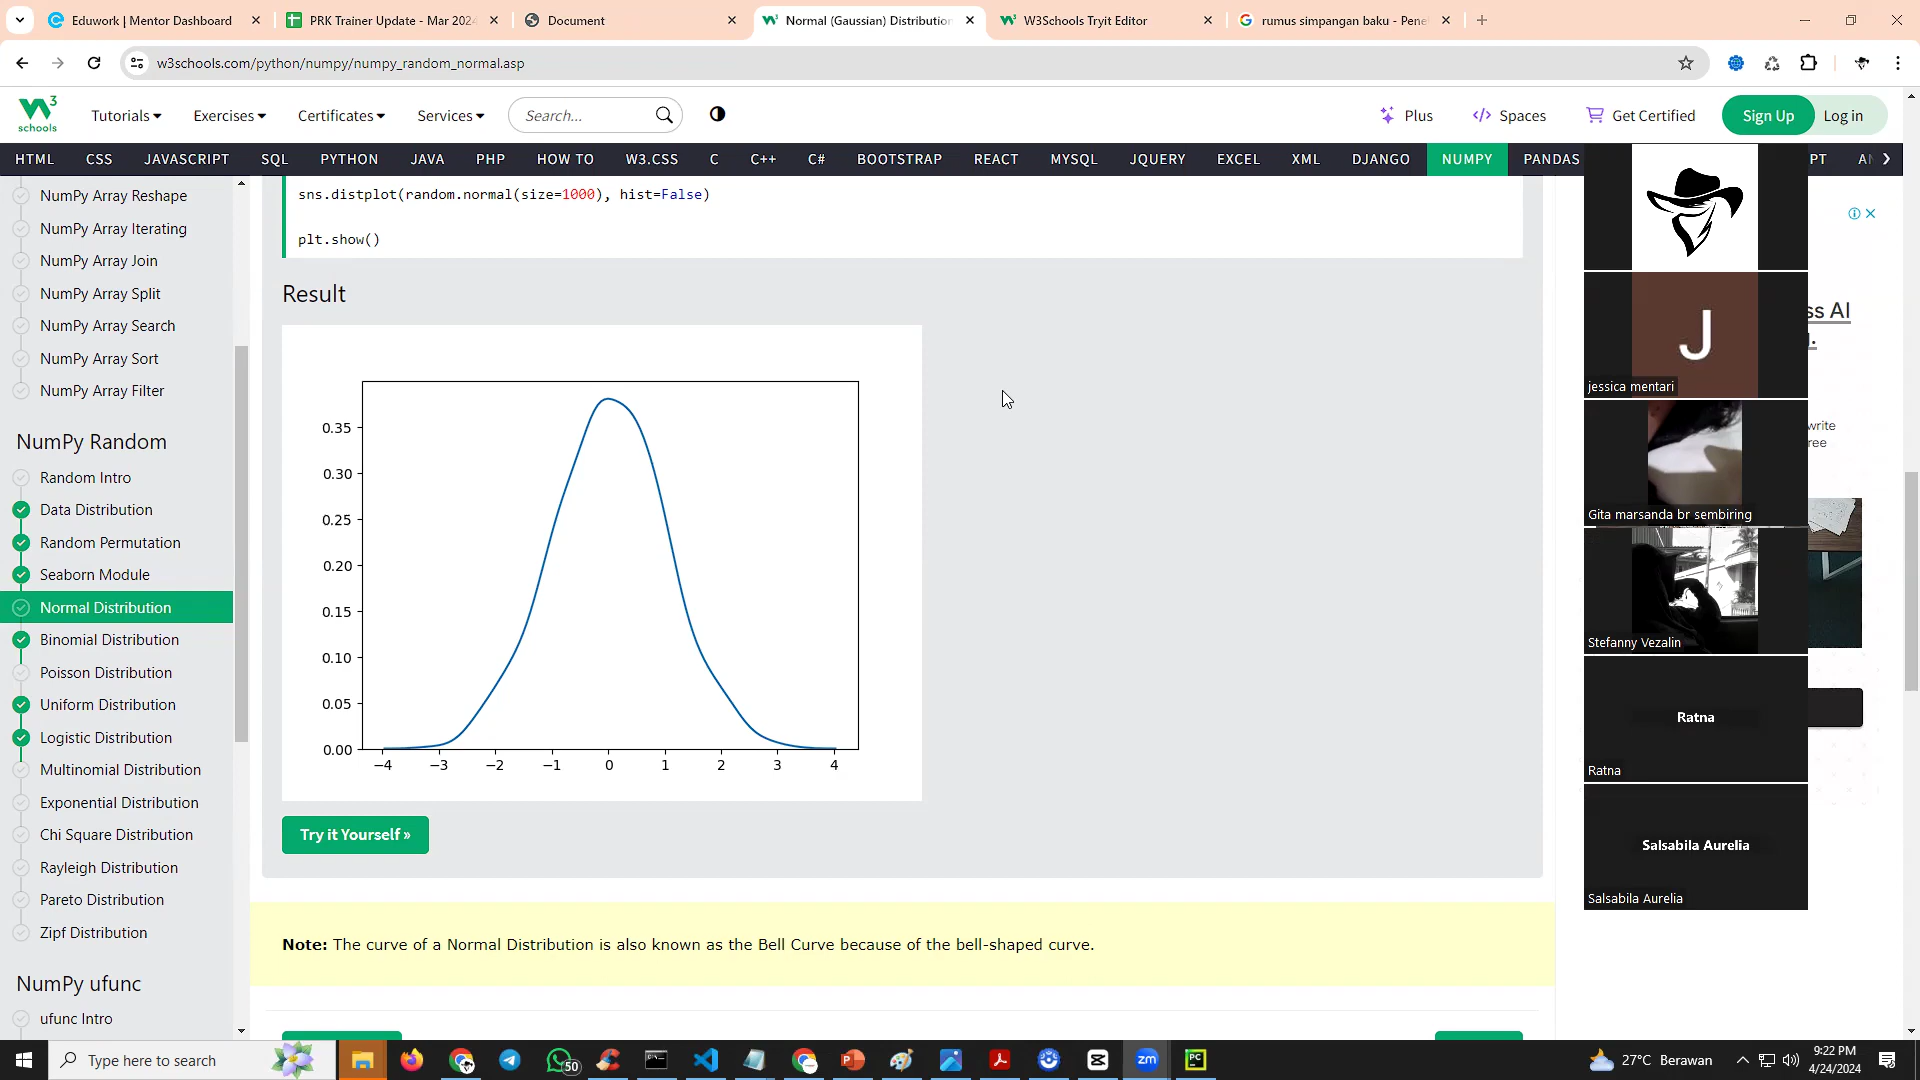 Eduwork | Mentor Dashboard
PRK Trainer Update - Mar 2024
Document
Normal (Gaussian) Distribution
W3Schools Tryit Editor
rumus simpangan baku - Pene
w3schools.com/python/numpy/numpy_random_normal.asp
W3 schools
Tutorials
Exercises
Certificates
Services
Search...
Plus
Spaces
Get Certified
Sign Up
Log in
HTML CSS JAVASCRIPT SQL PYTHON JAVA PHP HOW TO W3.CSS C C++ C# BOOTSTRAP REACT MYSQL JQUERY EXCEL XML DJANGO NUMPY PANDAS
NumPy Array Reshape
NumPy Array Iterating
NumPy Array Join
NumPy Array Split
NumPy Array Search
NumPy Array Sort
NumPy Array Filter
NumPy Random
Random Intro
Data Distribution
Random Permutation
Seaborn Module
Normal Distribution
Binomial Distribution
Poisson Distribution
Uniform Distribution
Logistic Distribution
Multinomial Distribution
Exponential Distribution
Chi Square Distribution
Rayleigh Distribution
Pareto Distribution
Zipf Distribution
NumPy ufunc
ufunc Intro
sns.distplot(random.normal(size=1000), hist=False)
plt.show()
Result
0.35
0.30
0.25
0.20
0.15
0.10
0.05
0.00
−4 −3 −2 −1 0 1 2 3 4
Try it Yourself »
Note: The curve of a Normal Distribution is also known as the Bell Curve because of the bell-shaped curve.
J
jessica mentari
Gita marsanda br sembiring
Stefanny Vezalin
Ratna
Ratna
Salsabila Aurelia
Salsabila Aurelia
AI
Type here to search
50
zm
PC
27°C Berawan
9:22 PM
4/24/2024